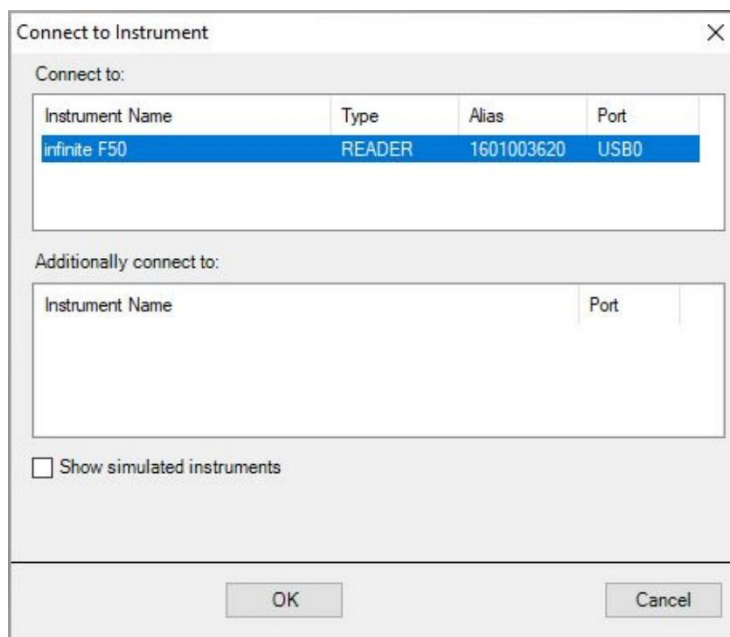 Connect to Instrument
Connect to:
Instrument Name Type Alias Port
infinite F50 READER 1601003620 USB0
Additionally connect to:
Instrument Name Port
Show simulated instruments
OK Cancel